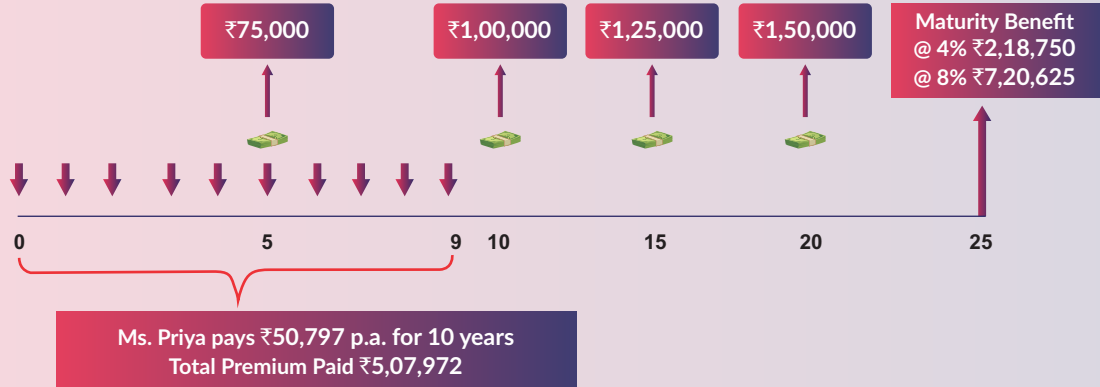 ₹75,000
₹1,00,000
₹1,25,000
₹1,50,000
Maturity Benefit
@ 4% ₹2,18,750
@ 8% ₹7,20,625
0
5
9
10
15
20
25
Ms. Priya pays ₹50,797 p.a. for 10 years
Total Premium Paid ₹5,07,972